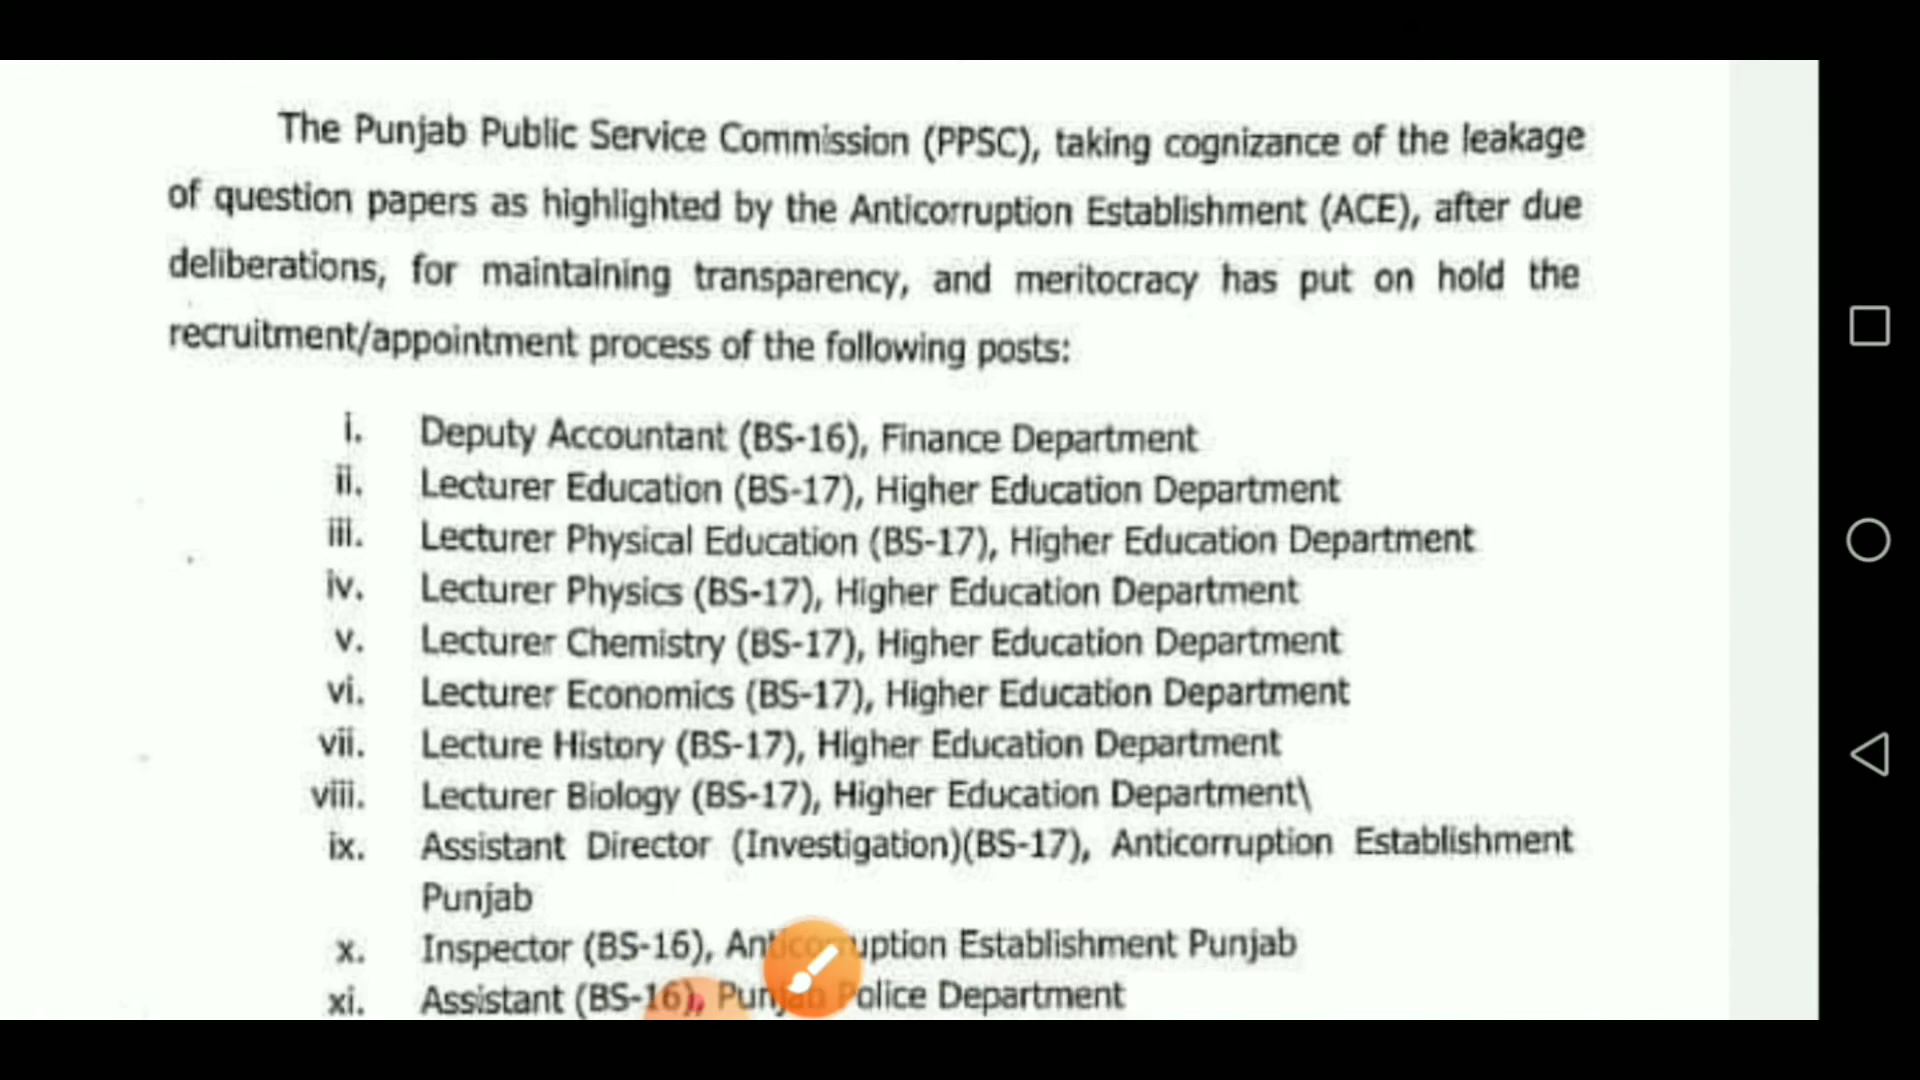 The Punjab Public Service Commission (PPSC), taking cognizance of the leakage
of question papers as highlighted by the Anticorruption Establishment (ACE), after due
deliberations, for maintaining transparency, and meritocracy has put on hold the
recruitment/appointment process of the following posts:
i. Deputy Accountant (BS-16), Finance Department
ii. Lecturer Education (BS-17), Higher Education Department
iii. Lecturer Physical Education (BS-17), Higher Education Department
iv. Lecturer Physics (BS-17), Higher Education Department
v. Lecturer Chemistry (BS-17), Higher Education Department
vi. Lecturer Economics (BS-17), Higher Education Department
vii. Lecture History (BS-17), Higher Education Department
viii. Lecturer Biology (BS-17), Higher Education Department\
ix. Assistant Director (Investigation)(BS-17), Anticorruption Establishment
Punjab
x. Inspector (BS-16), Anticorruption Establishment Punjab
xi. Assistant (BS-16), Punjab Police Department